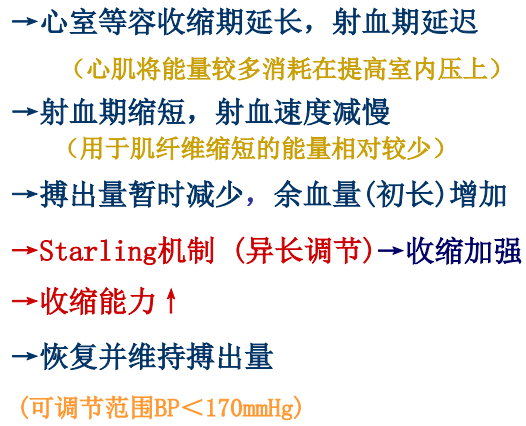 →心室等容收缩期延长，射血期延迟
（心肌将能量较多消耗在提高室内压上）
→射血期缩短，射血速度减慢
（用于肌纤维缩短的能量相对较少）
→搏出量暂时减少，余血量(初长)增加
→Starling机制 (异长调节)→收缩加强
→收缩能力↑
→恢复并维持搏出量
(可调节范围BP＜170mmHg)